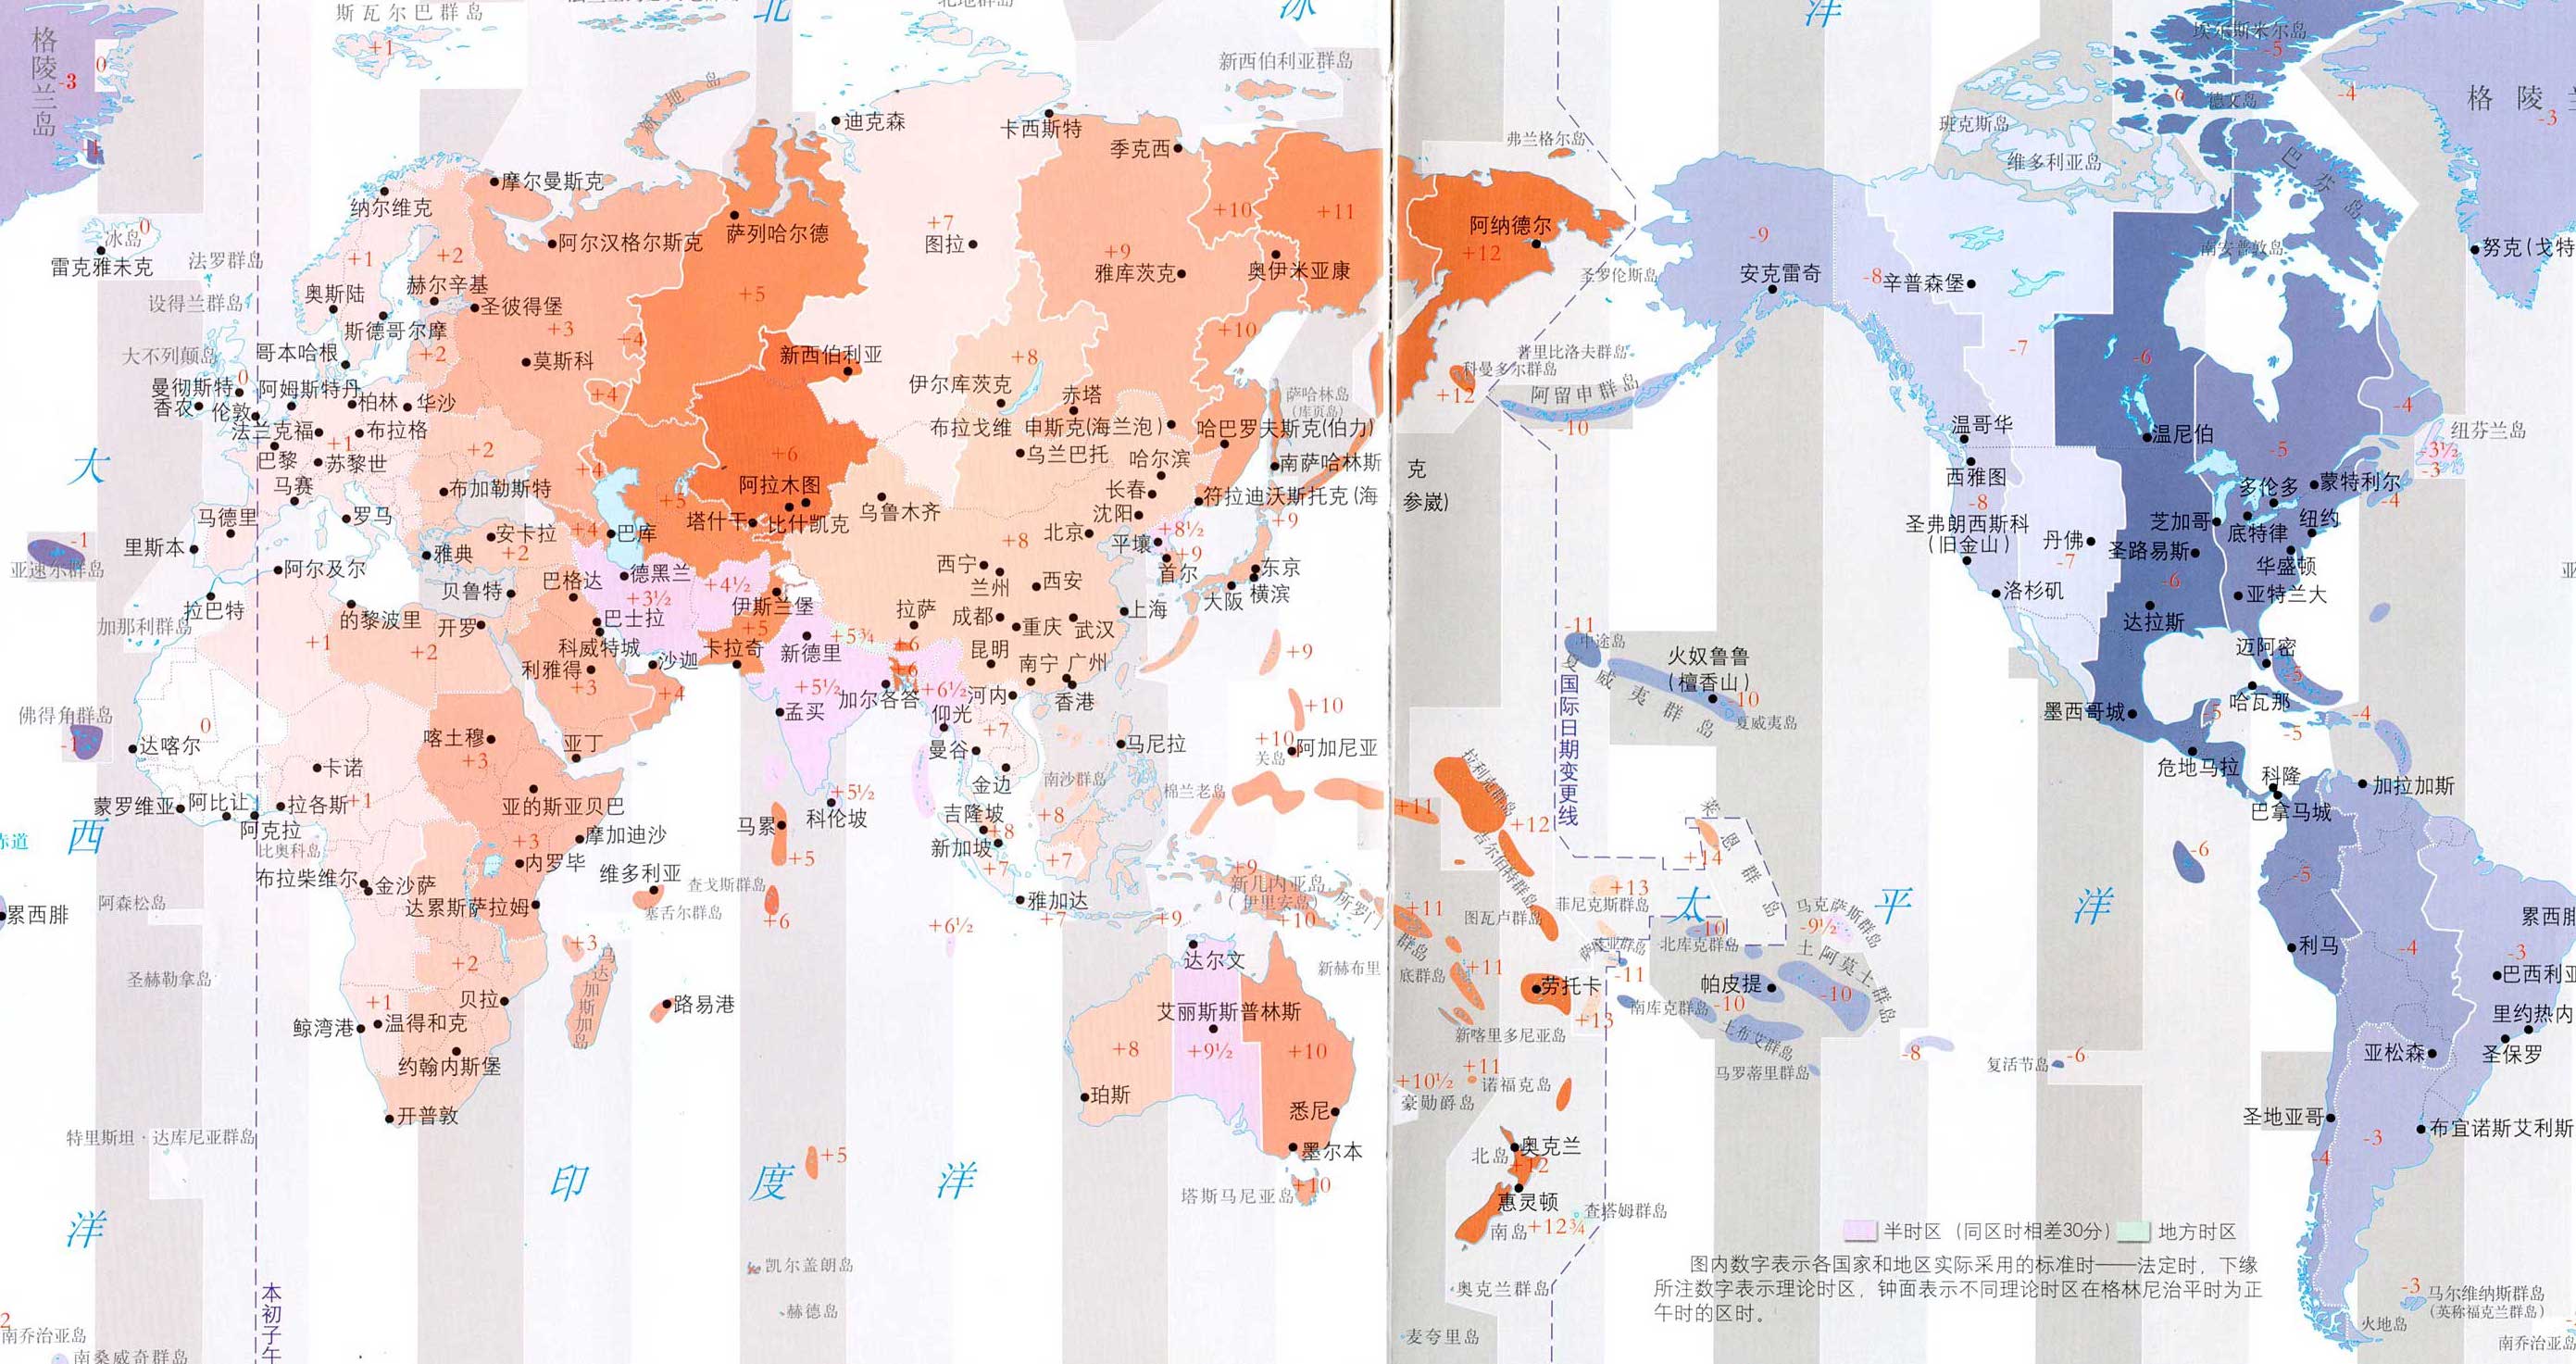 斯瓦尔巴群岛
北
冰
洋
格陵兰岛
-3
0
-1
+1
新地岛
迪克森
卡西斯特
新西伯利亚群岛
季克西
弗兰格尔岛
埃尔斯米尔岛
-5
-6
德文岛
-4
班克斯岛
维多利亚岛
巴芬岛
格陵兰
-3
摩尔曼斯克
纳尔维克
冰岛
0
雷克雅未克
法罗群岛
+1
+2
阿尔汉格尔斯克
萨列哈尔德
+7
图拉
+9
雅库茨克
+10
奥伊米亚康
+11
阿纳德尔
+12
圣罗伦斯岛
-9
安克雷奇
-8
辛普森堡
南安普敦岛
努克(戈特
设得兰群岛
奥斯陆
赫尔辛基
斯德哥尔摩
圣彼得堡
+3
+4
+5
大不列颠岛
哥本哈根
+2
莫斯科
新西伯利亚
+8
+10
普里比洛夫群岛
科曼多尔群岛
+12
阿留申群岛
-10
-7
-6
曼彻斯特
0
阿姆斯特丹
香农
伦敦
柏林
华沙
+4
伊尔库茨克
赤塔
萨哈林岛
(库页岛)
法兰克福
布拉格
+1
布拉戈维
申斯克(海兰泡)
哈巴罗夫斯克(伯力)
温哥华
温尼伯
-5
-4
纽芬兰岛
-3½
-3
大
巴黎
苏黎世
+2
+4
+6
乌兰巴托
哈尔滨
南萨哈林斯
克
西雅图
-8
马赛
布加勒斯特
阿拉木图
+5
乌鲁木齐
长春
符拉迪沃斯托克(海
参崴)
多伦多
蒙特利尔
-4
马德里
罗马
安卡拉
+4
巴库
塔什干
比什凯克
沈阳
北京
+8½
+9
圣弗朗西斯科
(旧金山)
丹佛
-7
芝加哥
底特律
纽约
圣路易斯
华盛顿
-1
亚速尔群岛
里斯本
雅典
+2
+8
平壤
+9
首尔
东京
大阪
横滨
阿尔及尔
贝鲁特
巴格达
德黑兰
+3½
+4½
伊斯兰堡
西宁
兰州
西安
洛杉矶
-6
达拉斯
亚特兰大
拉巴特
加那利群岛
的黎波里
开罗
巴士拉
科威特城
+5
卡拉奇
新德里
+5¾
拉萨
成都
重庆
武汉
上海
-11
中途岛
+1
+2
利雅得
+3
沙迦
+4
+5½
加尔各答
+6
+6
+6½
昆明
南宁
广州
河内
香港
+9
火奴鲁鲁
(檀香山)
-10
夏威夷群岛
夏威夷岛
国际日期变更线
迈阿密
-5
哈瓦那
墨西哥城
佛得角群岛
-1
0
达喀尔
喀土穆
+3
亚丁
孟买
仰光
+7
曼谷
马尼拉
+10
+10
关岛
阿加尼亚
危地马拉
-5
-5
-4
卡诺
亚的斯亚贝巴
金边
南沙群岛
棉兰老岛
拉利克群岛
科隆
巴拿马城
加拉加斯
蒙罗维亚
阿比让
拉各斯
+1
阿克拉
比奥科岛
+3
摩加迪沙
马累
+5
+5½
科伦坡
吉隆坡
+8
新加坡
+7
+8
+7
+11
+12
吉尔伯特群岛
莱恩群岛
+14
-6
赤道
西
布拉柴维尔
金沙萨
内罗毕
维多利亚
查戈斯群岛
+6
+9
新几内亚岛
(伊里安岛)
+10
所罗门
群岛
+11
+13
菲尼克斯群岛
图瓦卢群岛
太
平
洋
-5
累西腓
阿森松岛
达累斯萨拉姆
塞舌尔群岛
+6½
雅加达
+7
+9
北库克群岛
-10
马克萨斯群岛
-9½
累西腓
圣赫勒拿岛
+2
+3
马达加斯加岛
达尔文
新赫布里
底群岛
+11
-11
土阿莫土群岛
-10
利马
-4
-3
巴西利亚
+1
贝拉
鲸湾港
温得和克
路易港
艾丽斯斯普林斯
劳托卡
+13
帕皮提
南库克群岛
-10
新喀里多尼亚岛
土布艾群岛
里约热内
圣保罗
约翰内斯堡
+8
+9½
+10
马罗蒂里群岛
-8
复活节岛
-6
亚松森
开普敦
珀斯
悉尼
+10½
豪勋爵岛
+11
诺福克岛
圣地亚哥
-3
布宜诺斯艾利斯
特里斯坦·达库尼亚群岛
+5
墨尔本
奥克兰
北岛
+12
-4
洋
印
度
洋
塔斯马尼亚岛
+10
惠灵顿
南岛
+12¾
查塔姆群岛
半时区 (同区时相差30分)
地方时区
凯尔盖朗岛
图内数字表示各国家和地区实际采用的标准时——法定时，下缘
所注数字表示理论时区，钟面表示不同理论时区在格林尼治平时为正
午时的区时。
本初子午
赫德岛
奥克兰群岛
-3
马尔维纳斯群岛
(英称福克兰群岛)
火地岛
南乔治亚岛
南桑威奇群岛
麦夸里岛
南乔治亚岛